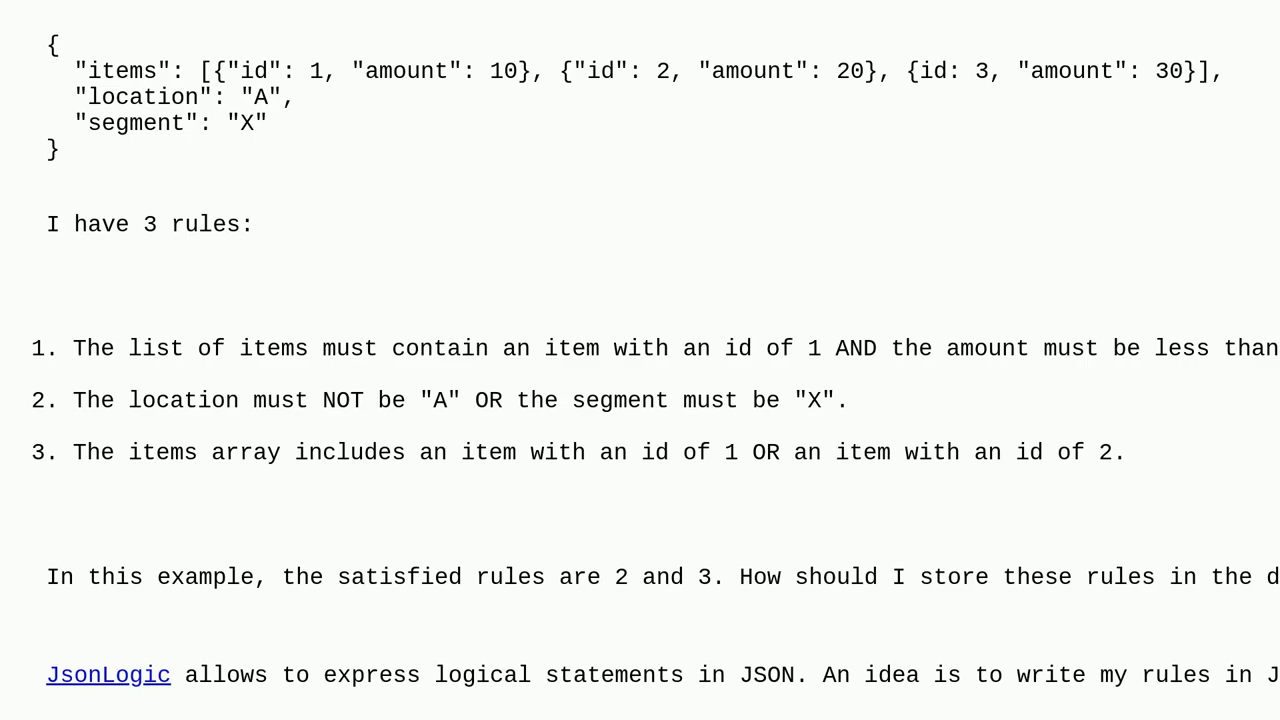 {
  "items": [{"id": 1, "amount": 10}, {"id": 2, "amount": 20}, {id: 3, "amount": 30}],
  "location": "A",
  "segment": "X"
}
I have 3 rules:
1. The list of items must contain an item with an id of 1 AND the amount must be less than
2. The location must NOT be "A" OR the segment must be "X".
3. The items array includes an item with an id of 1 OR an item with an id of 2.
In this example, the satisfied rules are 2 and 3. How should I store these rules in the
JsonLogic allows to express logical statements in JSON. An idea is to write my rules in